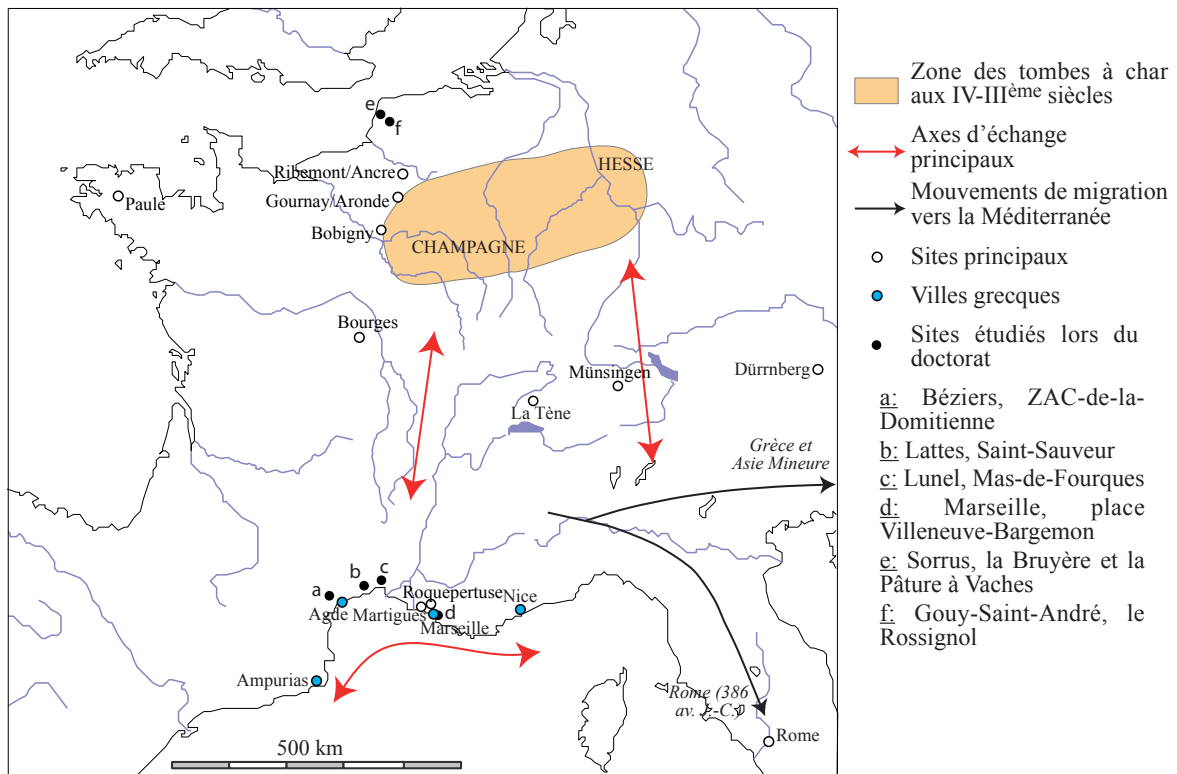 e
f
Ribemont/Ancre
HESSE
Paule
Gournay/Aronde
Bobigny
CHAMPAGNE
Bourges
Münsingen
Dürrnberg
La Tène
Grèce et
Asie Mineure
a
b
c
Roquepertuse
Nice
Agde
Martigues
d
Marseille
Ampurias
Rome (386
av. J.-C.)
Rome
500 km
Zone des tombes à char
aux IV-IIIème siècles
Axes d'échange
principaux
Mouvements de migration
vers la Méditerranée
Sites principaux
Villes grecques
Sites étudiés lors du
doctorat
a: Béziers, ZAC-de-la-
Domitienne
b: Lattes, Saint-Sauveur
c: Lunel, Mas-de-Fourques
d: Marseille, place
Villeneuve-Bargemon
e: Sorrus, la Bruyère et la
Pâture à Vaches
f: Gouy-Saint-André, le
Rossignol